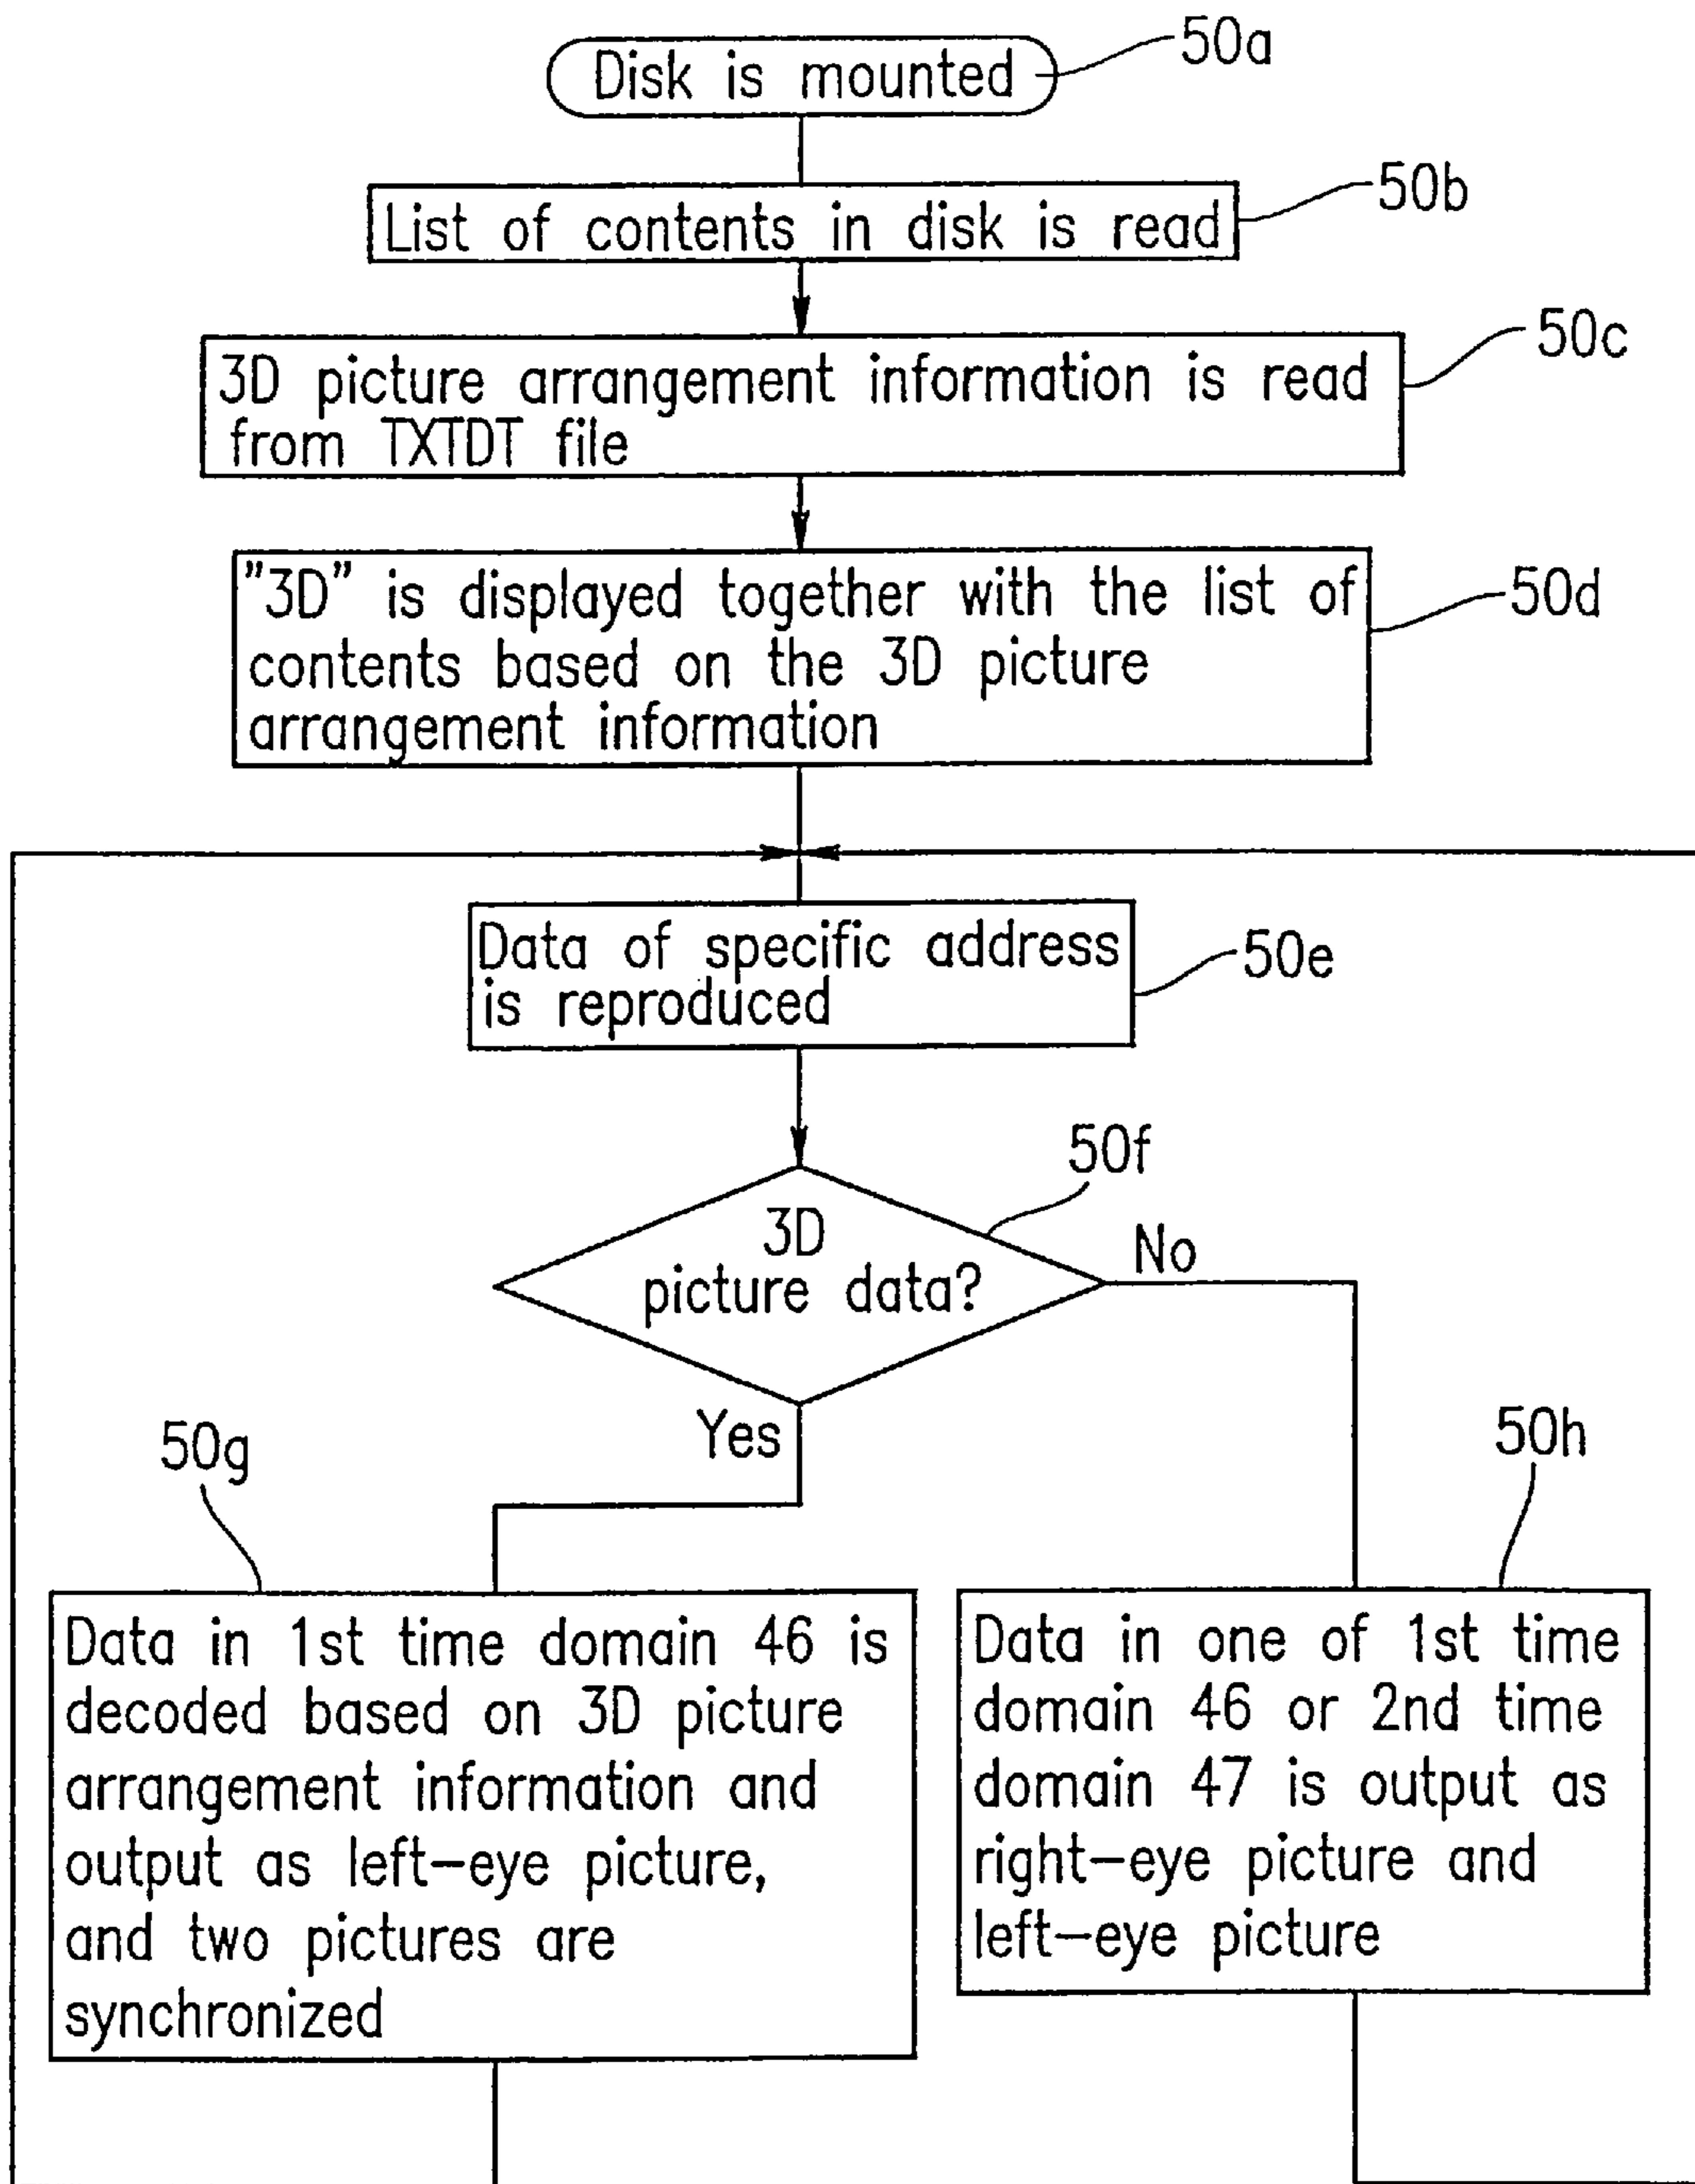 Disk is mounted
50a
List of contents in disk is read
50b
3D picture arrangement information is read
from TXTDT file
50c
"3D" is displayed together with the list of
contents based on the 3D picture
arrangement information
50d
Data of specific address
is reproduced
50e
50f
3D
picture data?
No
Yes
50g
50h
Data in 1st time domain 46 is
decoded based on 3D picture
arrangement information and
output as left-eye picture,
and two pictures are
synchronized
Data in one of 1st time
domain 46 or 2nd time
domain 47 is output as
right-eye picture and
left-eye picture